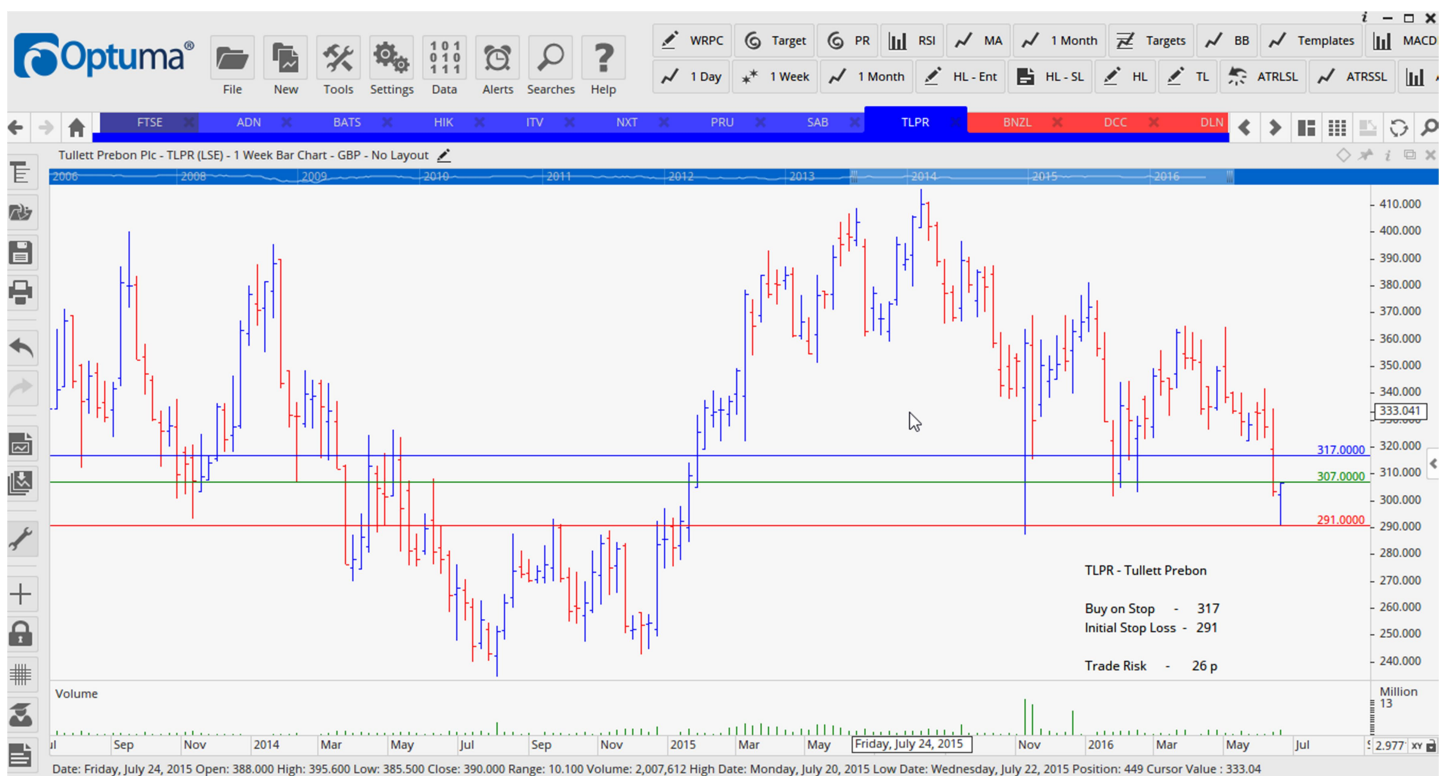 i
Optuma®
File New Tools Settings Data Alerts Searches Help
101
010
111
WRPC Target PR RSI MA 1 Month Targets BB Templates MACD
1 Day 1 Week 1 Month HL - Ent HL - SL HL TL ATRLSL ATRSSL
FTSE ADN BATS HIK ITV NXT PRU SAB TLPR BNZL DCC DLN
Tullett Prebon Plc - TLPR (LSE) - 1 Week Bar Chart - GBP - No Layout
2006 2008 2009 2010 2011 2012 2013 2014 2015 2016
410.000
400.000
390.000
380.000
370.000
360.000
350.000
340.000
333.041
320.000
317.0000
310.000
307.0000
300.000
291.0000
290.000
280.000
270.000
260.000
250.000
240.000
TLPR - Tullett Prebon
Buy on Stop - 317
Initial Stop Loss - 291
Trade Risk - 26 p
Volume
Million
13
Sep Nov 2014 Mar May Jul Sep Nov 2015 Mar May Friday, July 24, 2015 Nov 2016 Mar May Jul 2.977 XY
Date: Friday, July 24, 2015 Open: 388.000 High: 395.600 Low: 385.500 Close: 390.000 Range: 10.100 Volume: 2,007,612 High Date: Monday, July 20, 2015 Low Date: Wednesday, July 22, 2015 Position: 449 Cursor Value : 333.04